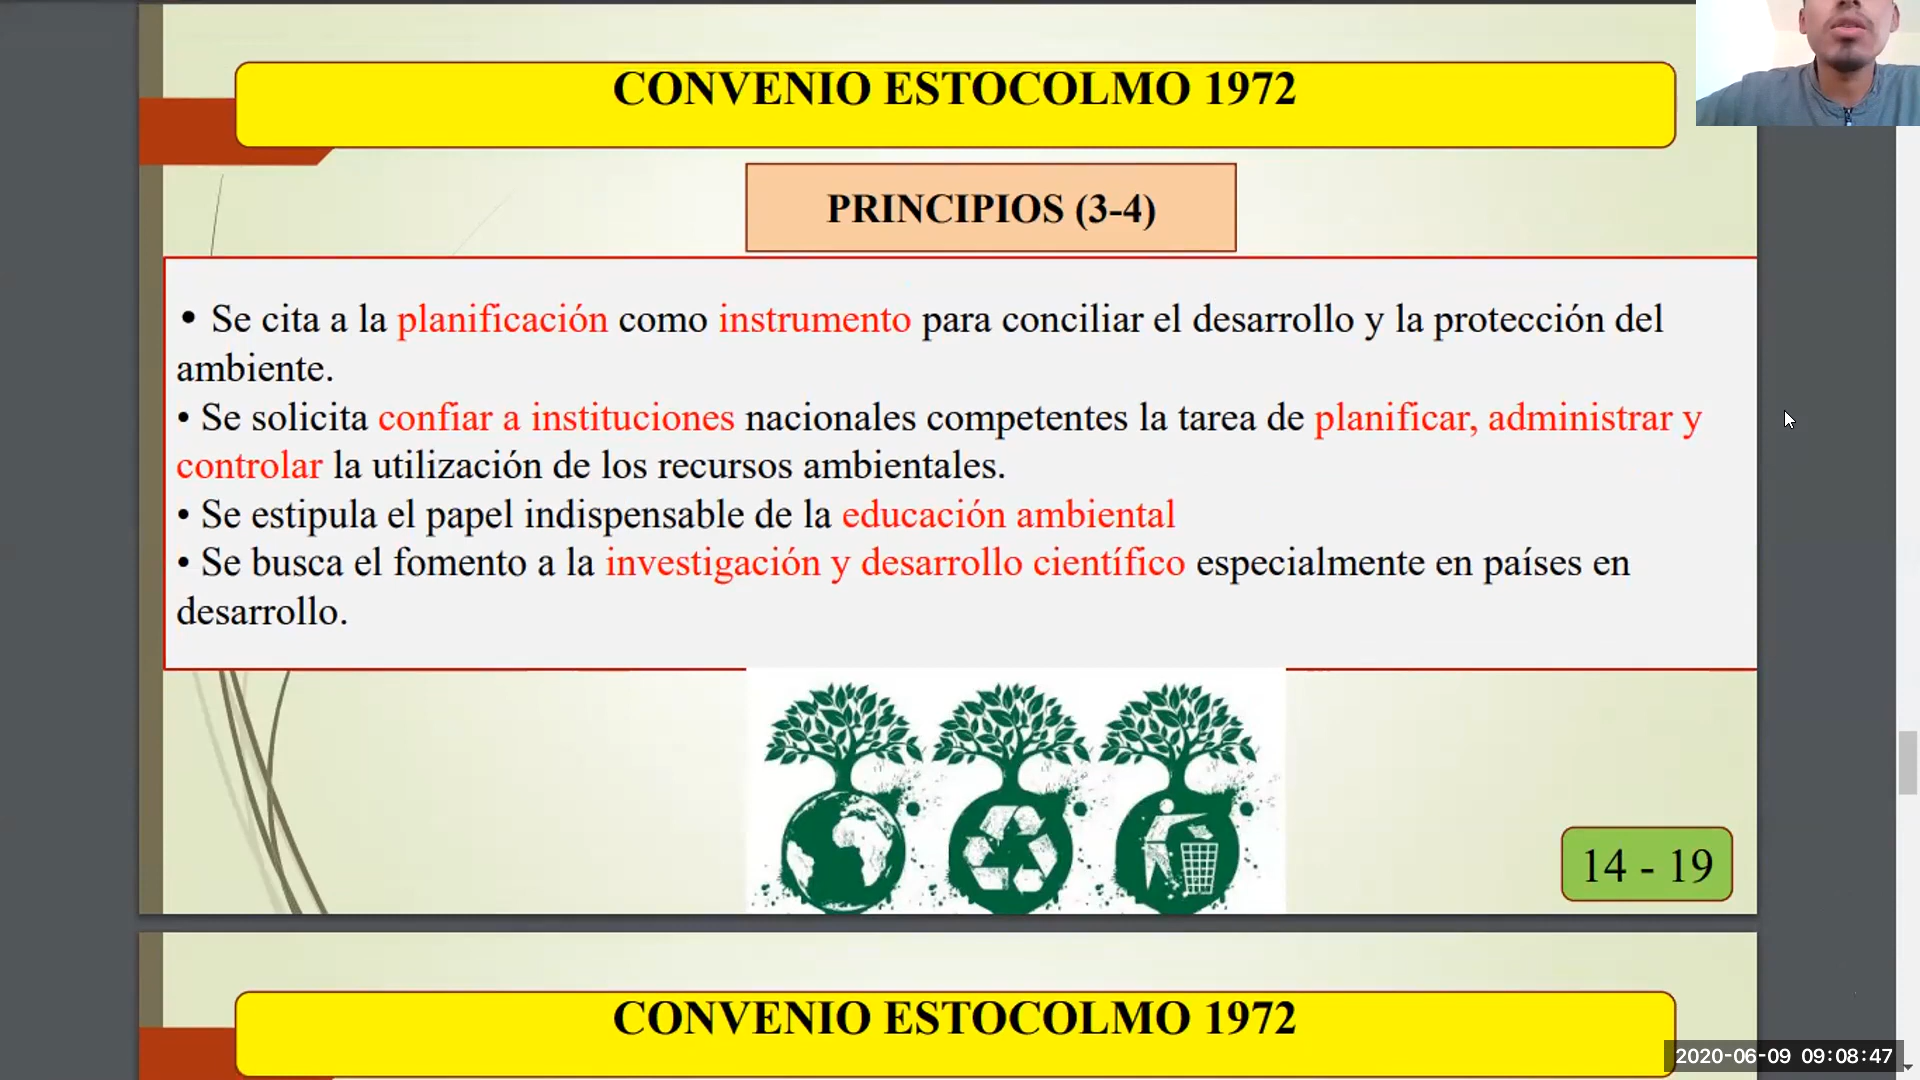 CONVENIO ESTOCOLMO 1972
PRINCIPIOS (3-4)
• Se cita a la planificación como instrumento para conciliar el desarrollo y la protección del
ambiente.
• Se solicita confiar a instituciones nacionales competentes la tarea de planificar, administrar y
controlar la utilización de los recursos ambientales.
• Se estipula el papel indispensable de la educación ambiental
• Se busca el fomento a la investigación y desarrollo científico especialmente en países en
desarrollo.
14 - 19
CONVENIO ESTOCOLMO 1972
2020-06-09 09:08:47